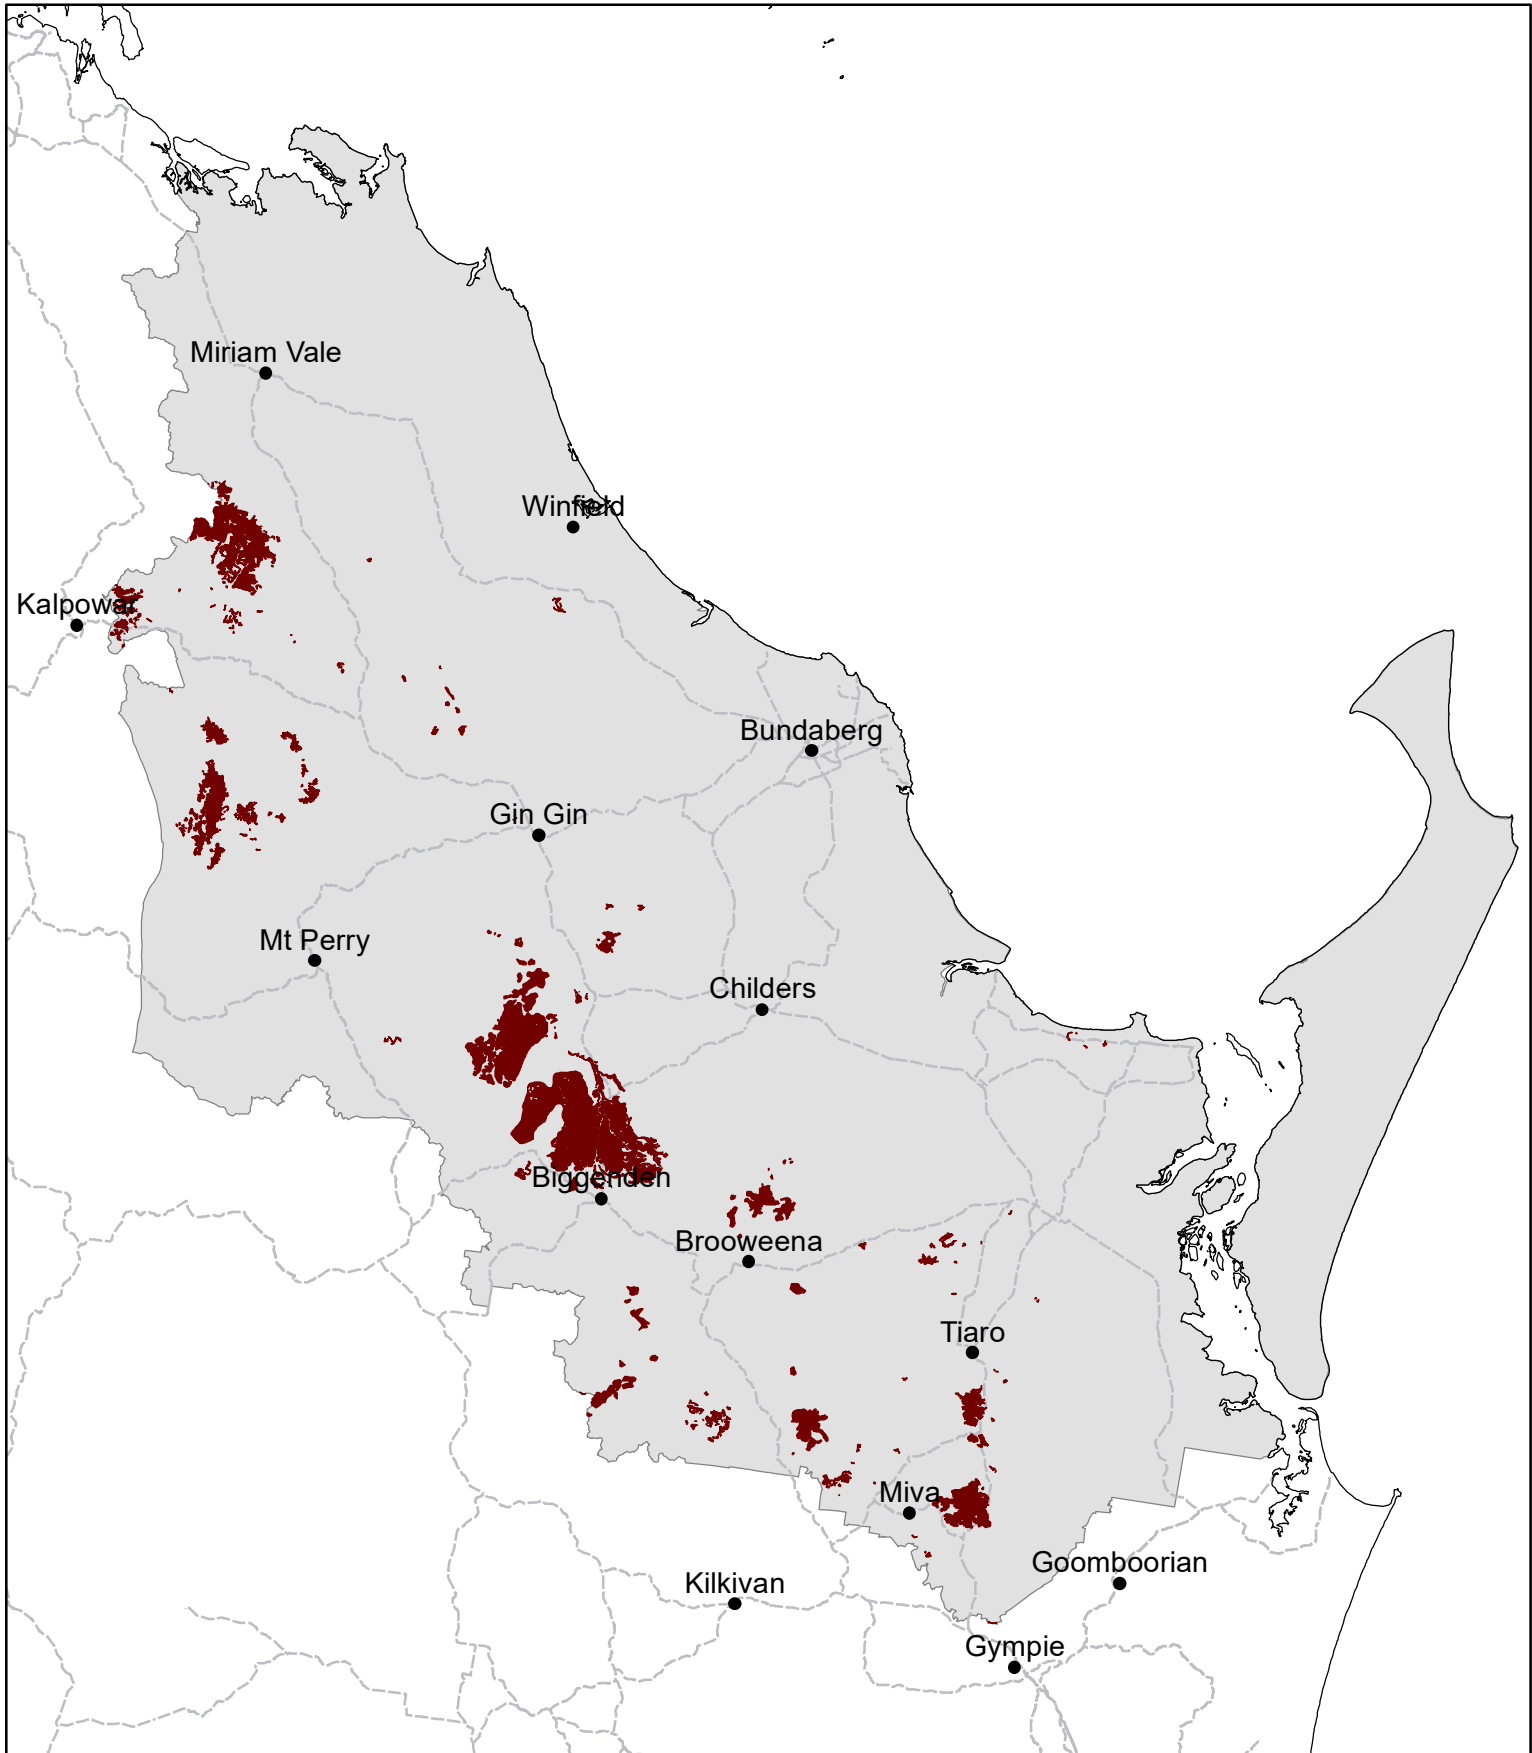 Miriam Vale
Winfield
Kalpowar
Bundaberg
Gin Gin
Mt Perry
Childers
Biggenden
Brooweena
Tiaro
Miva
Goomboorian
Kilkivan
Gympie